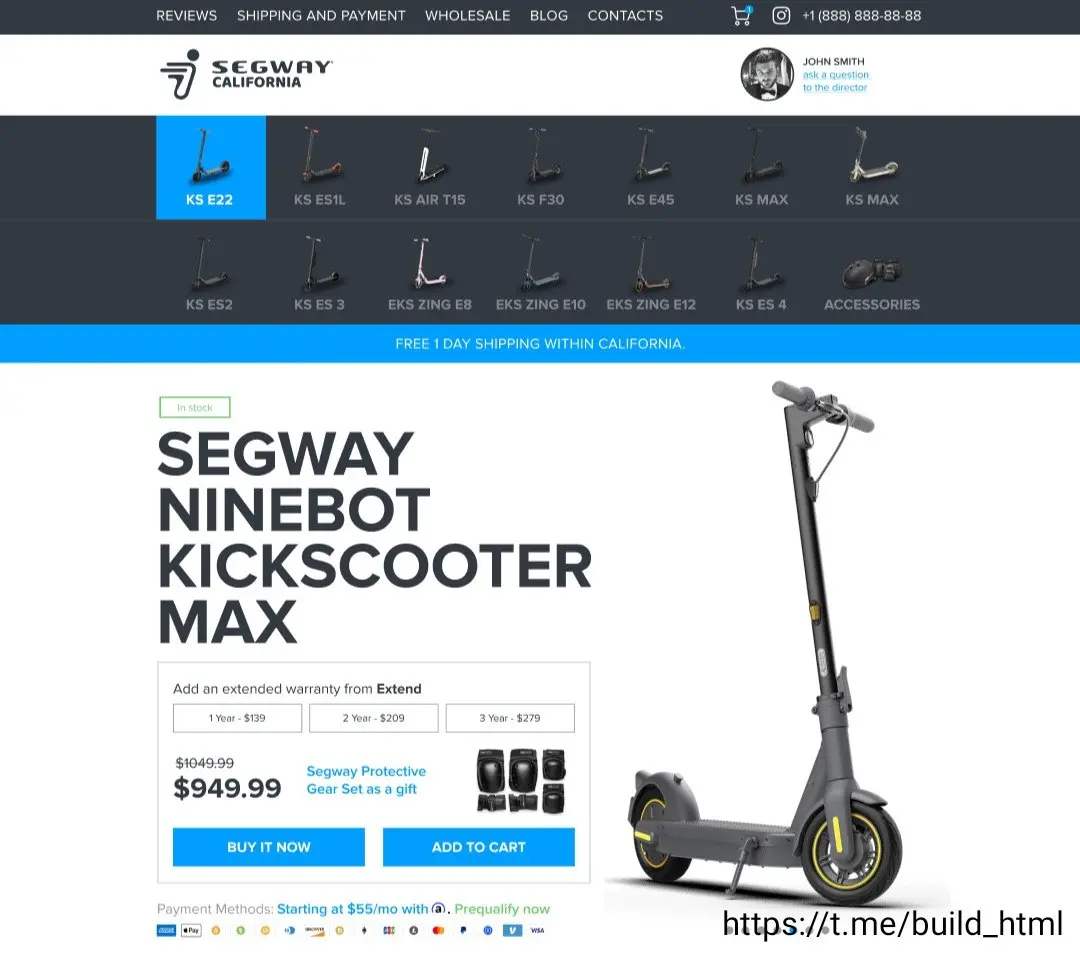 REVIEWS SHIPPING AND PAYMENT WHOLESALE BLOG CONTACTS 1 +1 (888) 888-88-88
SEGWAY
CALIFORNIA
JOHN SMITH
ask a question
to the director
KS E22 KS ES1L KS AIR T15 KS F30 KS E45 KS MAX KS MAX
KS ES2 KS ES 3 EKS ZING E8 EKS ZING E10 EKS ZING E12 KS ES 4 ACCESSORIES
FREE 1 DAY SHIPPING WITHIN CALIFORNIA.
In stock
SEGWAY
NINEBOT
KICKSCOOTER
MAX
Add an extended warranty from Extend
1 Year - $139 2 Year - $209 3 Year - $279
$1049.99
$949.99
Segway Protective
Gear Set as a gift
BUY IT NOW ADD TO CART
Payment Methods: Starting at $55/mo with a. Prequalify now
Pay DISCOVER VISA
https://t.me/build_html